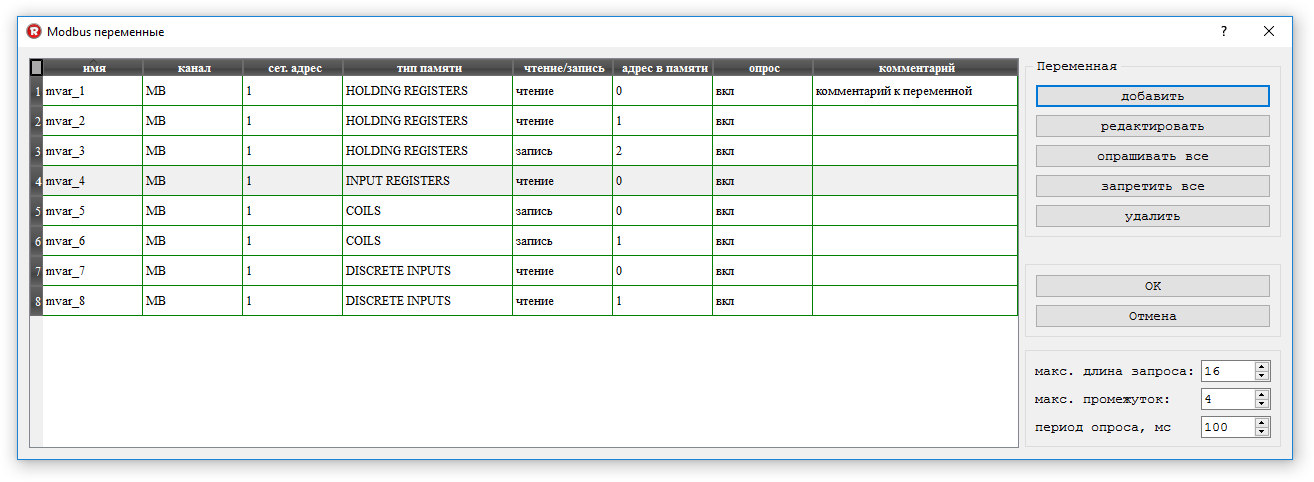 R Modbus переменные ?
имя канал сет. адрес тип памяти чтение/запись адрес в памяти опрос комментарий
1 mvar_1 MB 1 HOLDING REGISTERS чтение 0 вкл комментарий к переменной
2 mvar_2 MB 1 HOLDING REGISTERS чтение 1 вкл
3 mvar_3 MB 1 HOLDING REGISTERS запись 2 вкл
4 mvar_4 MB 1 INPUT REGISTERS чтение 0 вкл
5 mvar_5 MB 1 COILS запись 0 вкл
6 mvar_6 MB 1 COILS запись 1 вкл
7 mvar_7 MB 1 DISCRETE INPUTS чтение 0 вкл
8 mvar_8 MB 1 DISCRETE INPUTS чтение 1 вкл
Переменная
добавить
редактировать
опрашивать все
запретить все
удалить
OK
Отмена
макс. длина запроса: 16
макс. промежуток: 4
период опроса, мс 100